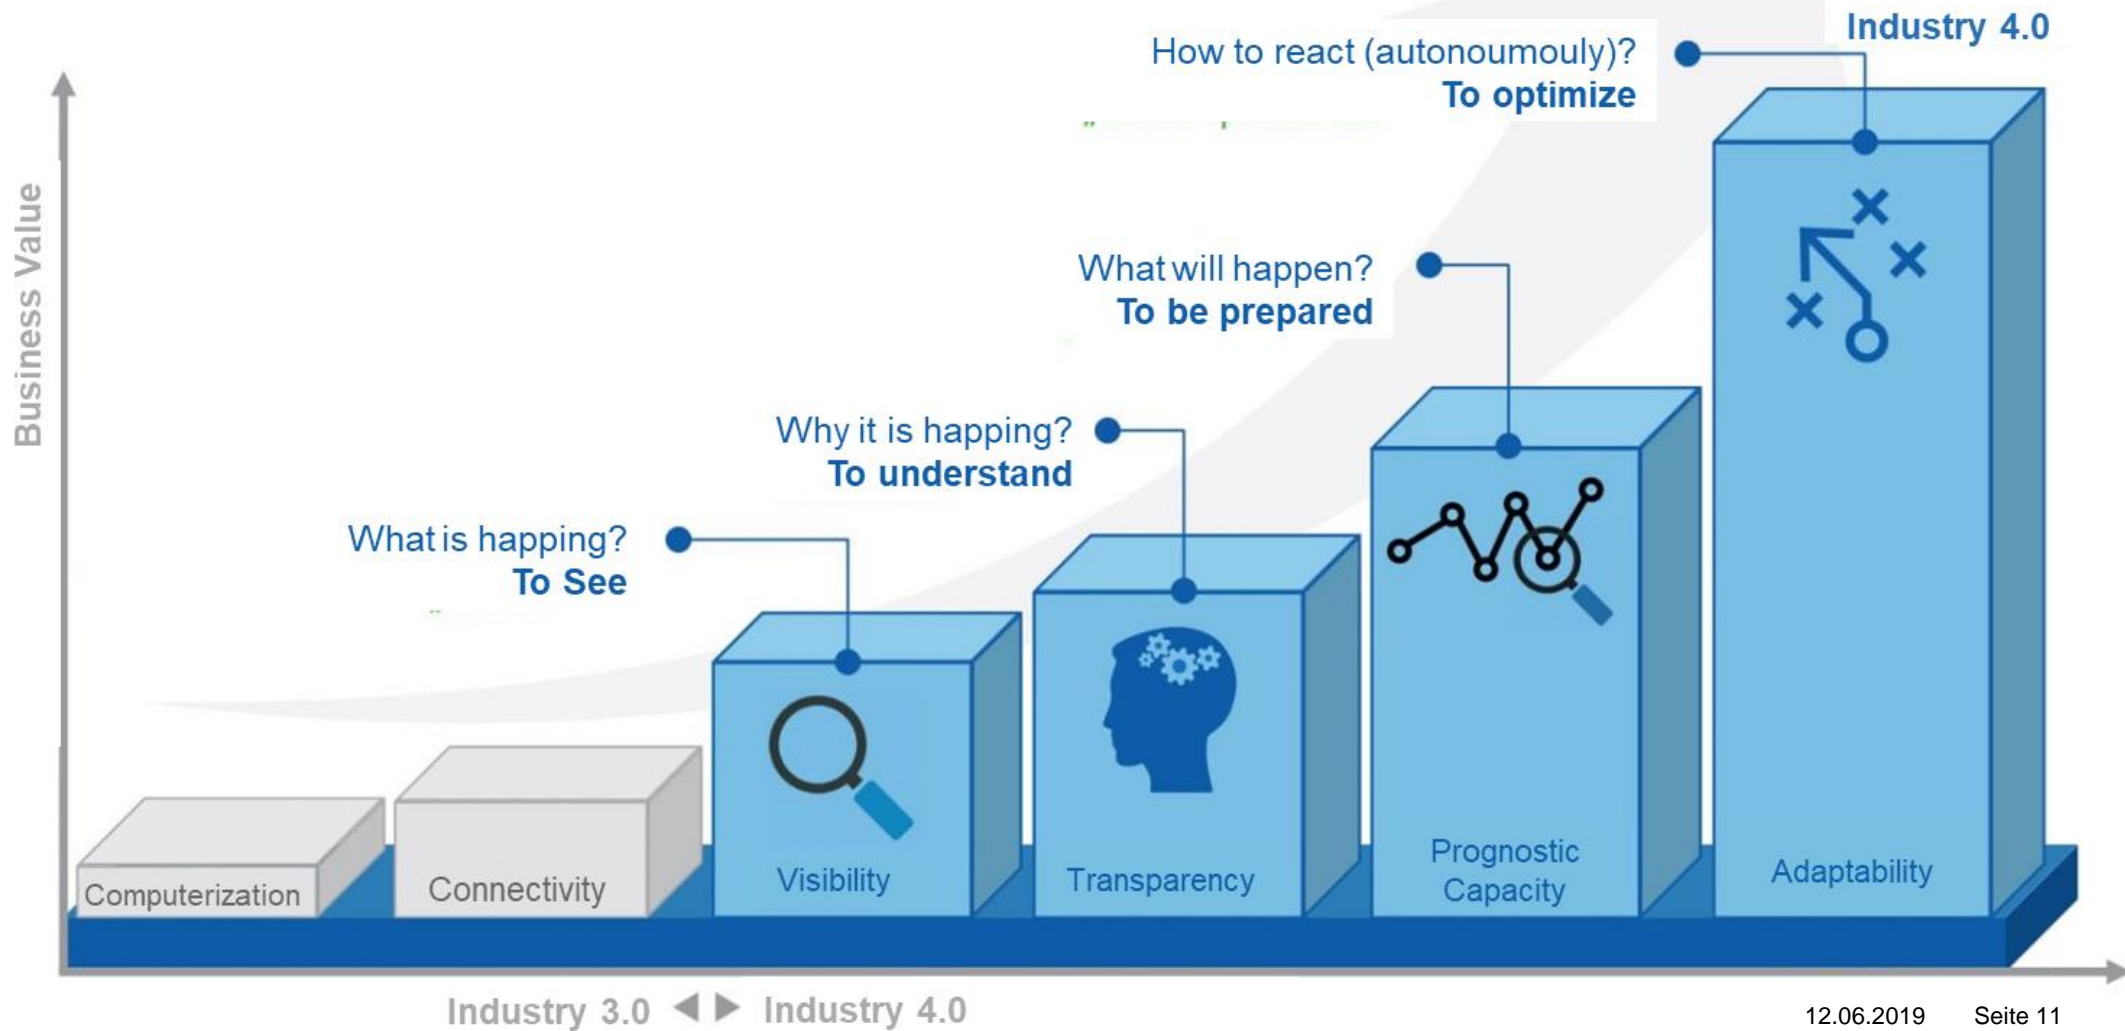 Industry 4.0
How to react (autonoumouly)?
To optimize
What will happen?
To be prepared
Why it is happing?
To understand
What is happing?
To See
Business Value
Computerization
Connectivity
Visibility
Transparency
Prognostic
Capacity
Adaptability
Industry 3.0 ◀ ▶ Industry 4.0
12.06.2019 Seite 11